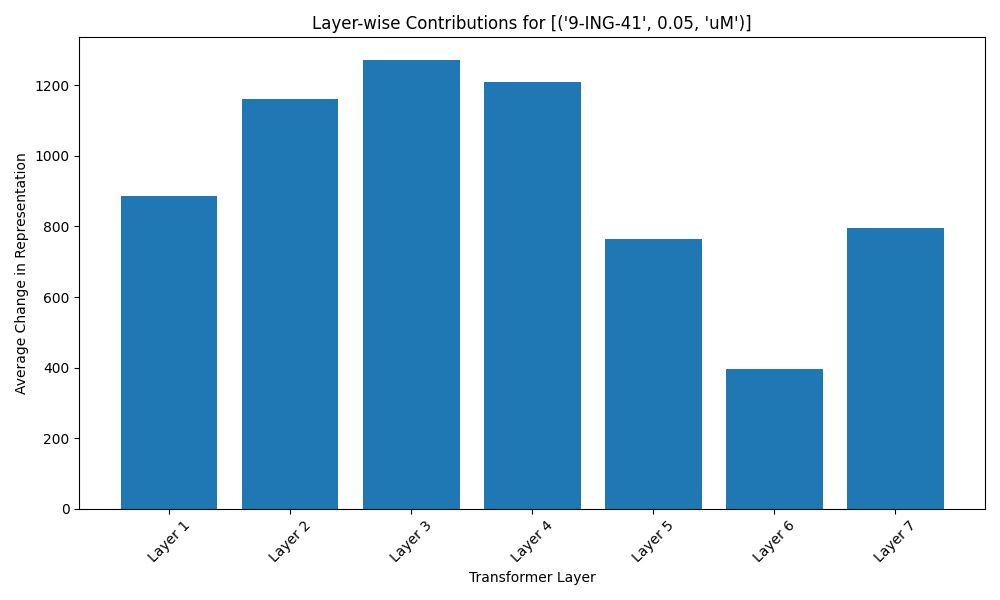 Layer-wise Contributions for [('9-ING-41', 0.05, 'uM')]
Average Change in Representation
1200
1000
800
600
400
200
0
Layer 1
Layer 2
Layer 3
Layer 4
Layer 5
Layer 6
Layer 7
Transformer Layer